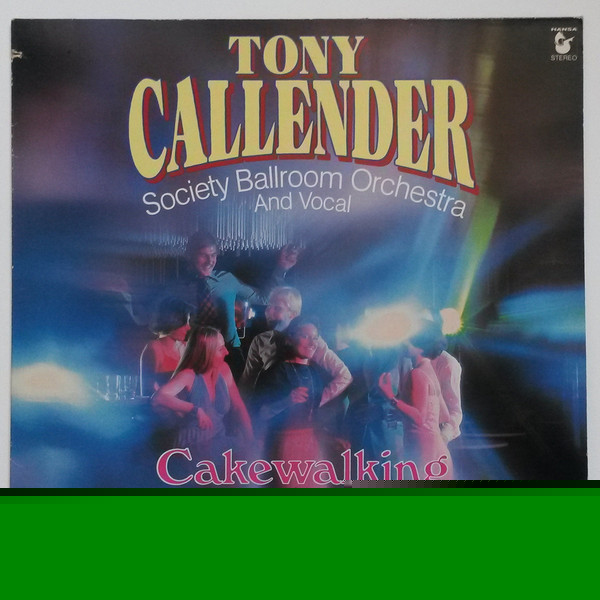 HANSA
STEREO
TONY
CALLENDER
Society Ballroom Orchestra
And Vocal
Cakewalking